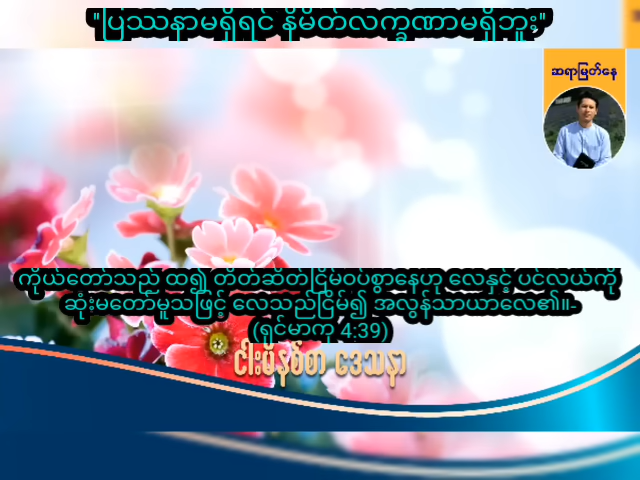 "ပြဿနာမရှိရင် နိမိတ်လက္ခဏာမရှိဘူး"
ဆရာမြတ်နေ
ကိုယ်တော်သည် ထ၍ တိတ်ဆိတ်ငြိမ်ဝပ်စွာနေဟု လေနှင့် ပင်လယ်ကို
ဆုံးမတော်မူသဖြင့် လေသည်ငြိမ်၍ အလွန်သာယာလေ၏။-
(ရှင်မာကု 4:39)
ငါးမိနစ်စာ ဒေသနာ